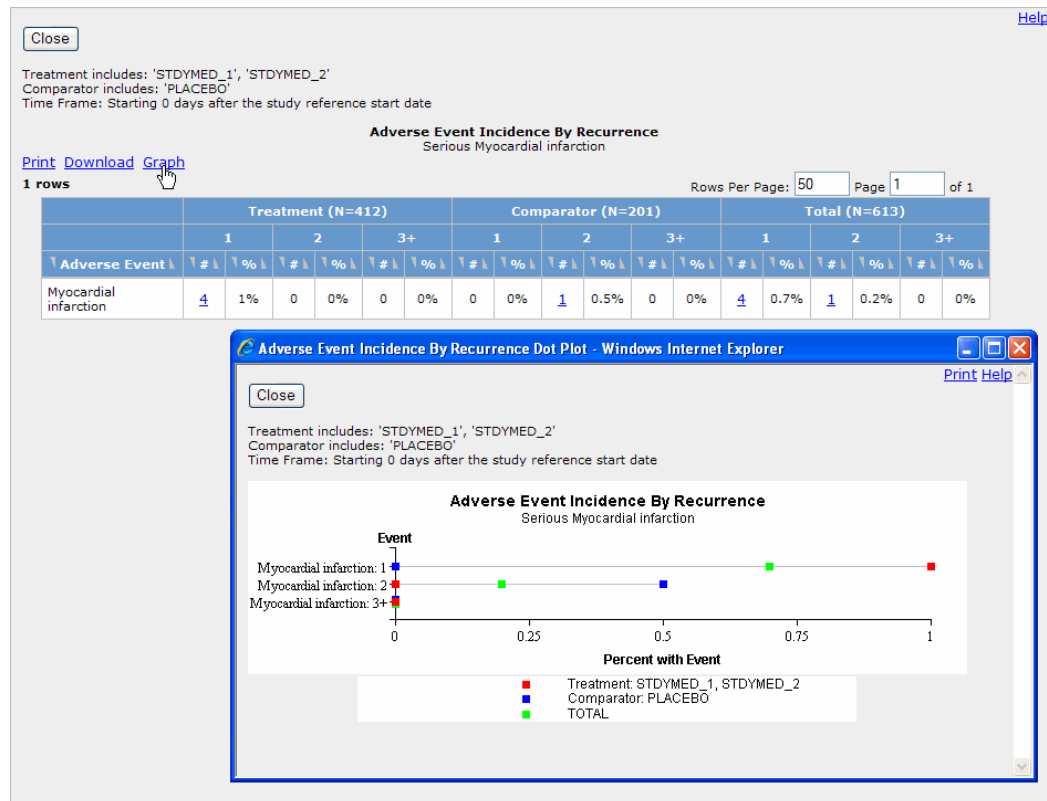 Help
Close
Treatment includes: 'STDYMED_1', 'STDYMED_2'
Comparator includes: 'PLACEBO'
Time Frame: Starting 0 days after the study reference start date
Adverse Event Incidence By Recurrence
Serious Myocardial infarction
Print Download Graph
1 rows
Rows Per Page: 50 Page 1 of 1
Treatment (N=412) Comparator (N=201) Total (N=613)
1 2 3+ 1 2 3+ 1 2 3+
Adverse Event # % # % # % # % # % # % # % # % # %
Myocardial infarction 4 1% 0 0% 0 0% 0 0% 1 0.5% 0 0% 4 0.7% 1 0.2% 0 0%
Adverse Event Incidence By Recurrence Dot Plot - Windows Internet Explorer
Print Help
Close
Treatment includes: 'STDYMED_1', 'STDYMED_2'
Comparator includes: 'PLACEBO'
Time Frame: Starting 0 days after the study reference start date
Adverse Event Incidence By Recurrence
Serious Myocardial infarction
Event
Myocardial infarction: 1
Myocardial infarction: 2
Myocardial infarction: 3+
0 0.25 0.5 0.75 1
Percent with Event
Treatment: STDYMED_1, STDYMED_2
Comparator: PLACEBO
TOTAL